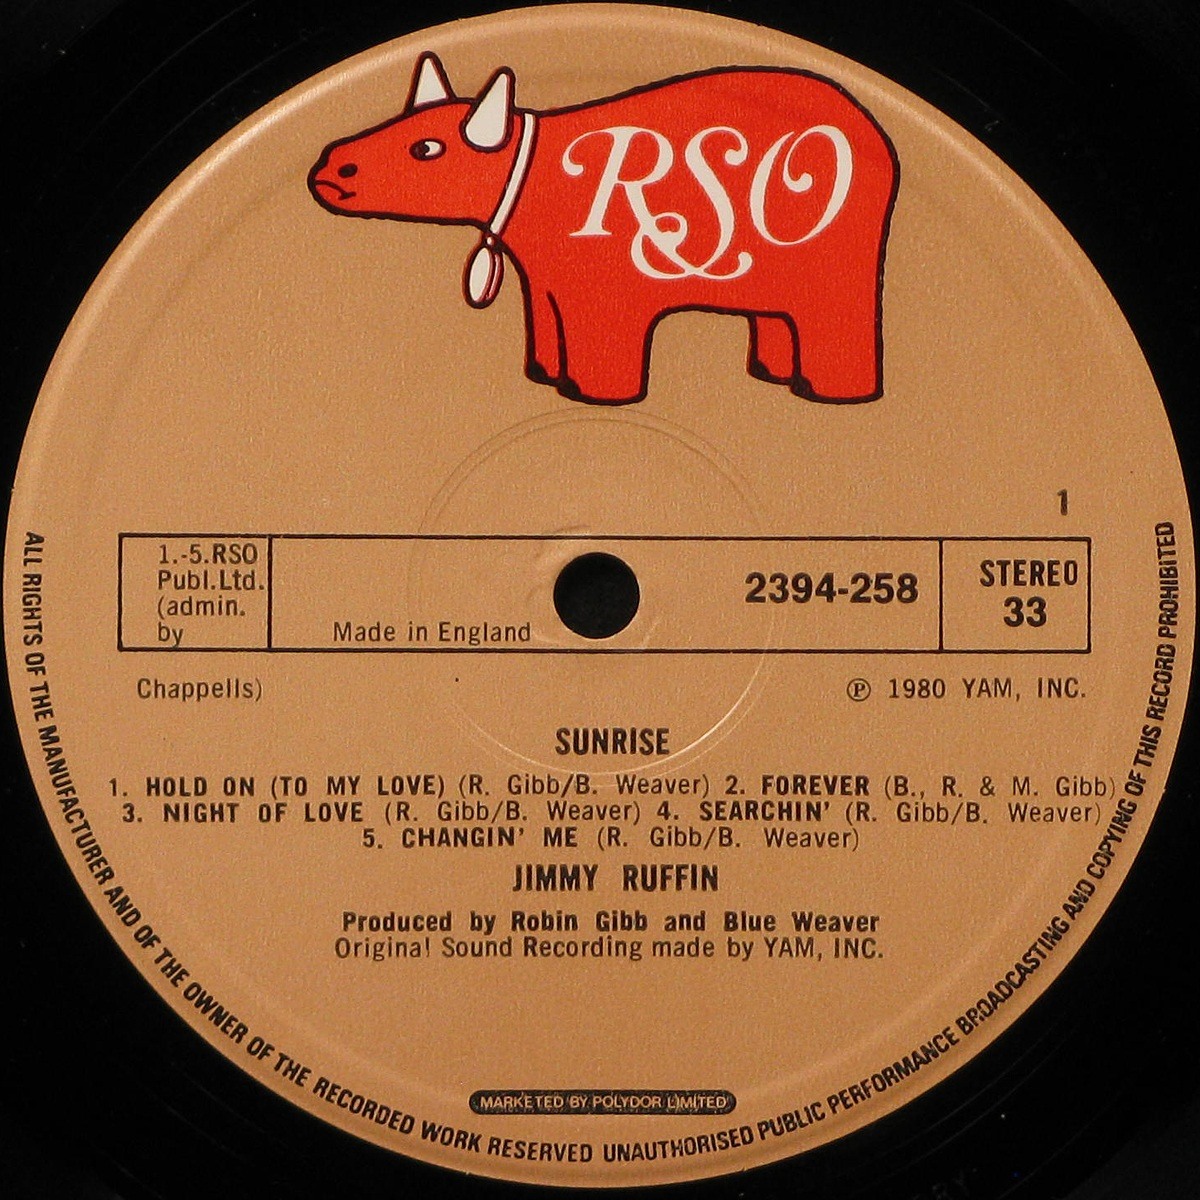 RSO
1
1.-5.RSO
Publ.Ltd.
(admin.
by
Chappells)
Made in England
2394-258
STEREO
33
℗ 1980 YAM, INC.
SUNRISE
1. HOLD ON (TO MY LOVE) (R. Gibb/B. Weaver) 2. FOREVER (B., R. & M. Gibb)
3. NIGHT OF LOVE (R. Gibb/B. Weaver) 4. SEARCHIN' (R. Gibb/B. Weaver)
5. CHANGIN' ME (R. Gibb/B. Weaver)
JIMMY RUFFIN
Produced by Robin Gibb and Blue Weaver
Original Sound Recording made by YAM, INC.
MARKETED BY POLYDOR LIMITED
ALL RIGHTS OF THE MANUFACTURER AND OF THE OWNER OF THE RECORDED WORK RESERVED UNAUTHORISED PUBLIC PERFORMANCE BROADCASTING AND COPYING OF THIS RECORD PROHIBITED